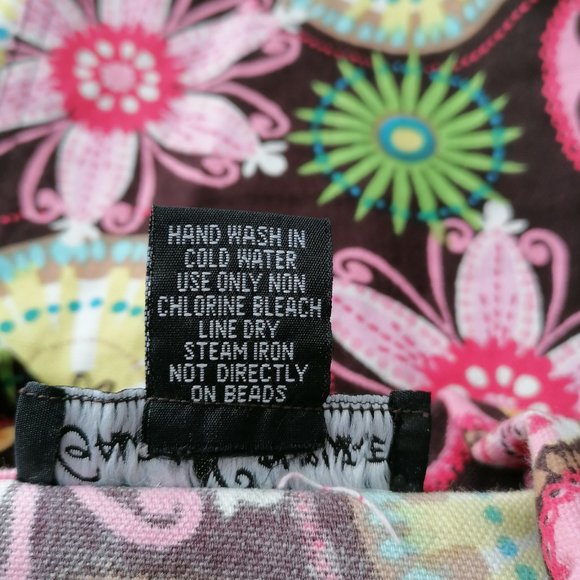 HAND WASH IN
COLD WATER
USE ONLY NON
CHLORINE BLEACH
LINE DRY
STEAM IRON
NOT DIRECTLY
ON BEADS